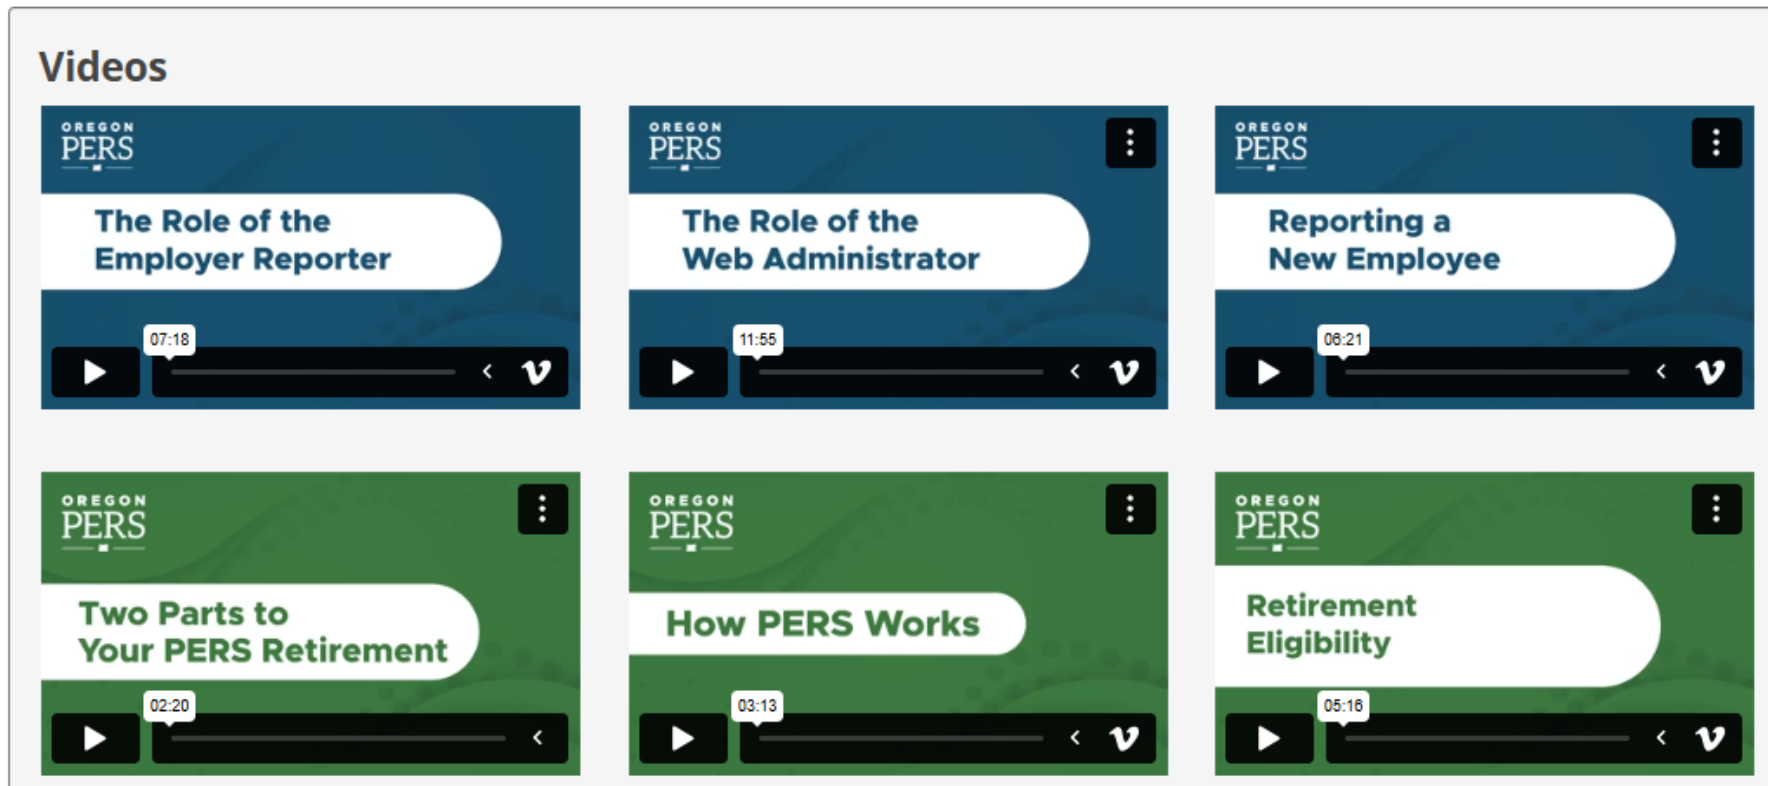 Videos
OREGON
PERS
The Role of the
Employer Reporter
07:18
OREGON
PERS
The Role of the
Web Administrator
11:55
OREGON
PERS
Reporting a
New Employee
06:21
OREGON
PERS
Two Parts to
Your PERS Retirement
02:20
OREGON
PERS
How PERS Works
03:13
OREGON
PERS
Retirement
Eligibility
05:16